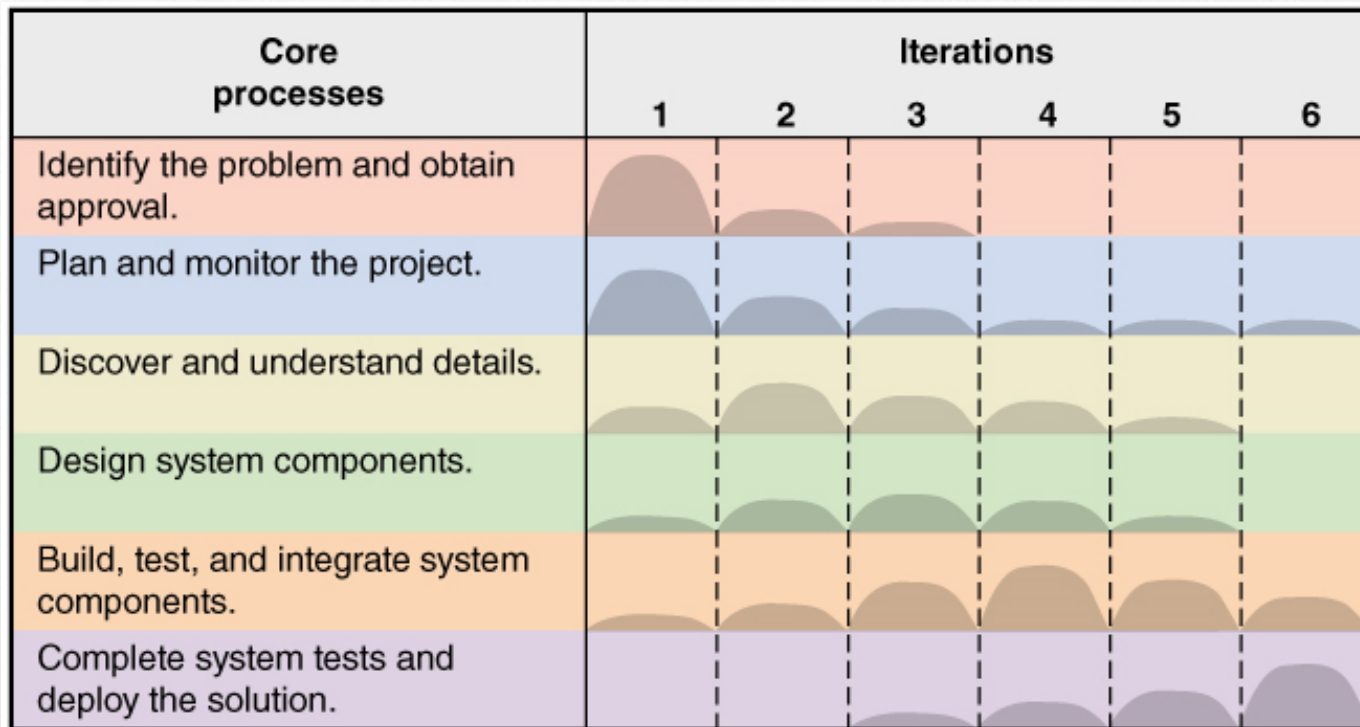 Core
processes
Iterations
1 2 3 4 5 6
Identify the problem and obtain
approval.
Plan and monitor the project.
Discover and understand details.
Design system components.
Build, test, and integrate system
components.
Complete system tests and
deploy the solution.